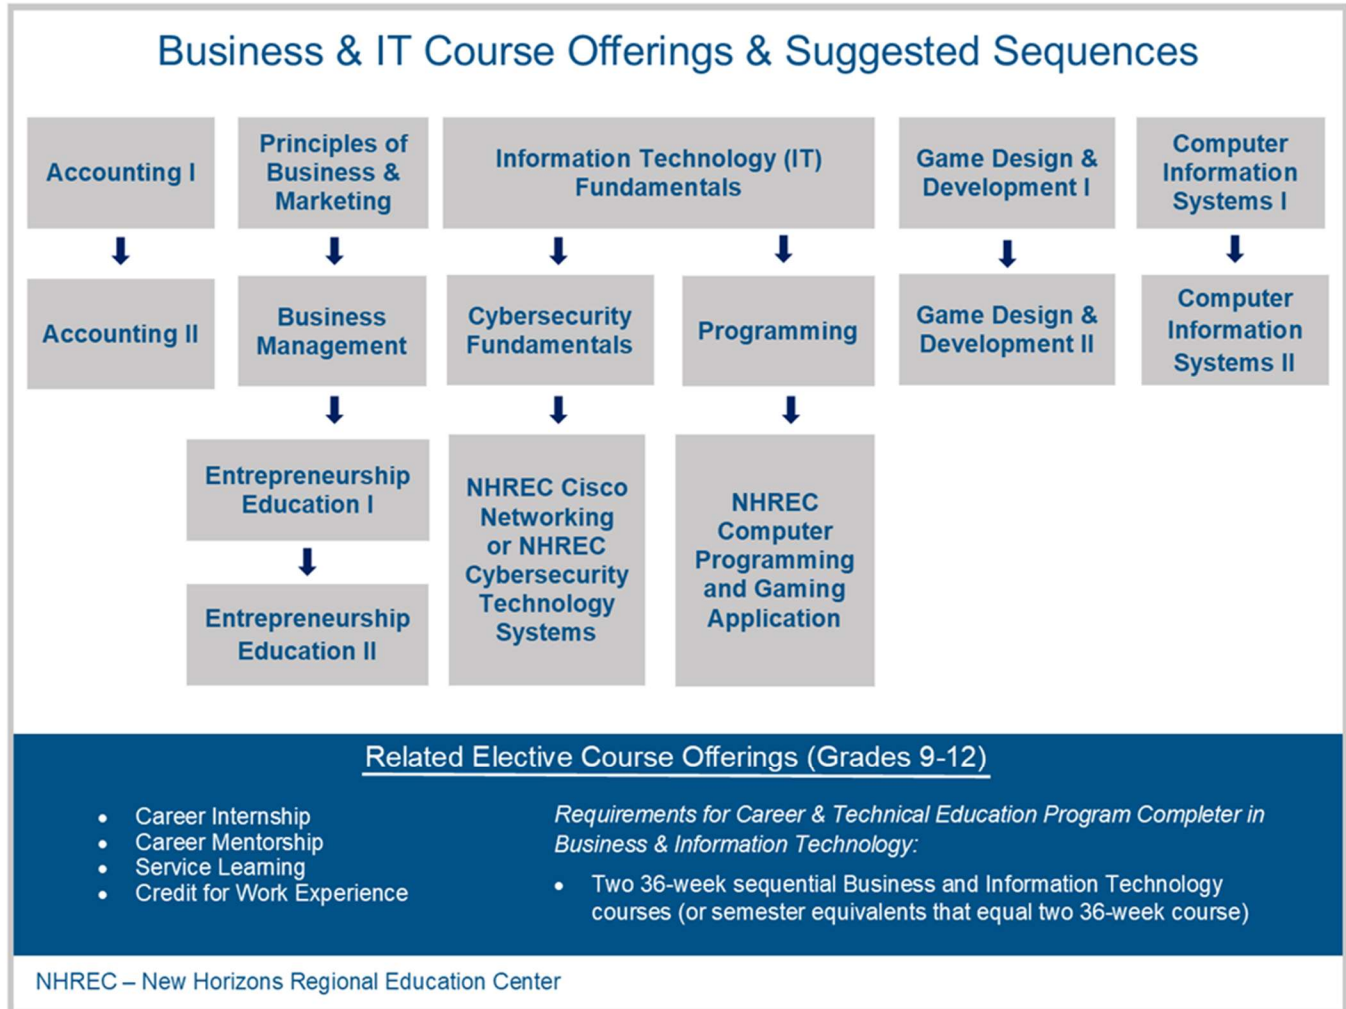 Business & IT Course Offerings & Suggested Sequences
Accounting I
Principles of
Business &
Marketing
Information Technology (IT)
Fundamentals
Game Design &
Development I
Computer
Information
Systems I
Accounting II
Business
Management
Cybersecurity
Fundamentals
Programming
Game Design &
Development II
Computer
Information
Systems II
Entrepreneurship
Education I
NHREC Cisco
Networking
or NHREC
Cybersecurity
Technology
Systems
NHREC
Computer
Programming
and Gaming
Application
Entrepreneurship
Education II
Related Elective Course Offerings (Grades 9-12)
• Career Internship
• Career Mentorship
• Service Learning
• Credit for Work Experience
Requirements for Career & Technical Education Program Completer in
Business & Information Technology:
• Two 36-week sequential Business and Information Technology
courses (or semester equivalents that equal two 36-week course)
NHREC – New Horizons Regional Education Center